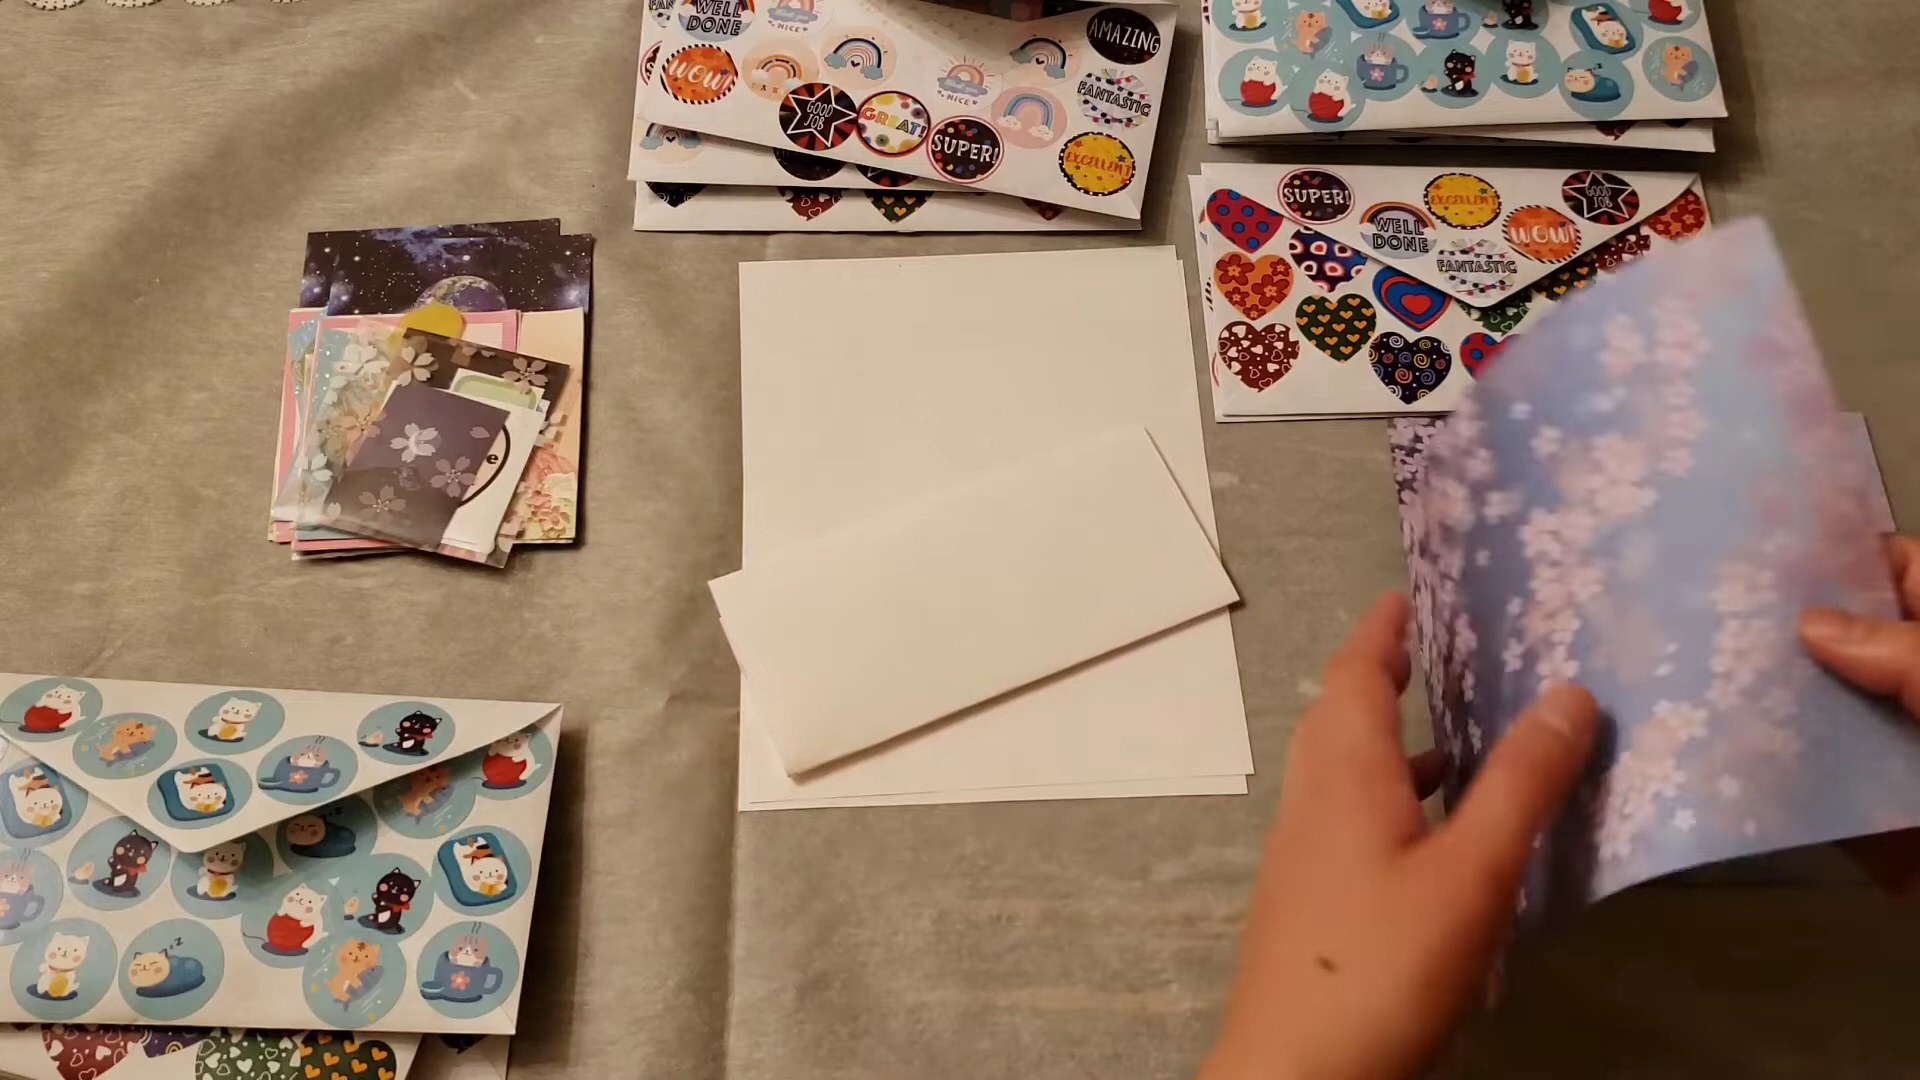 WELL
DONE
NICE
AMAZING
WOW!
NICE
FANTASTIC
GOOD
JOB
GREAT!
SUPER!
EXCELLENT
SUPER!
WELL
DONE
EXCELLENT
FANTASTIC
WOW!
GOOD
JOB
e